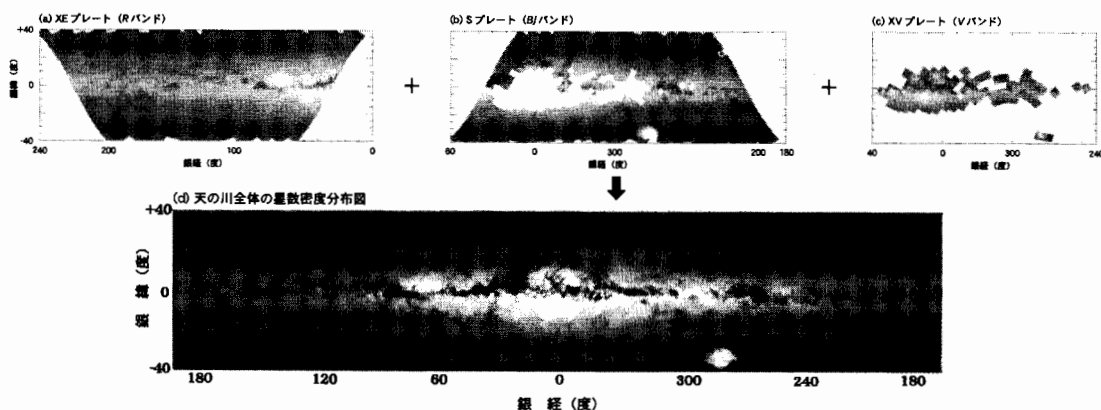 (a) XE プレート（Rバンド）
+40
銀緯（度）
0
-40
240 200 100 0
銀経（度）
+
(b) S プレート（Bjバンド）
60 0 300 200 180
銀経（度）
+
(c) XV プレート（Vバンド）
40 0 300 240
銀経（度）
(d) 天の川全体の星数密度分布図
+40
銀緯（度）
0
-40
180 120 60 0 300 240 180
銀経（度）